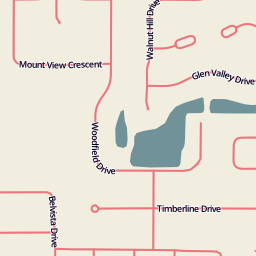 Walnut Hill Drive
Mount View Crescent
Glen Valley Drive
Woodfield Drive
Belvista Drive
Timberline Drive